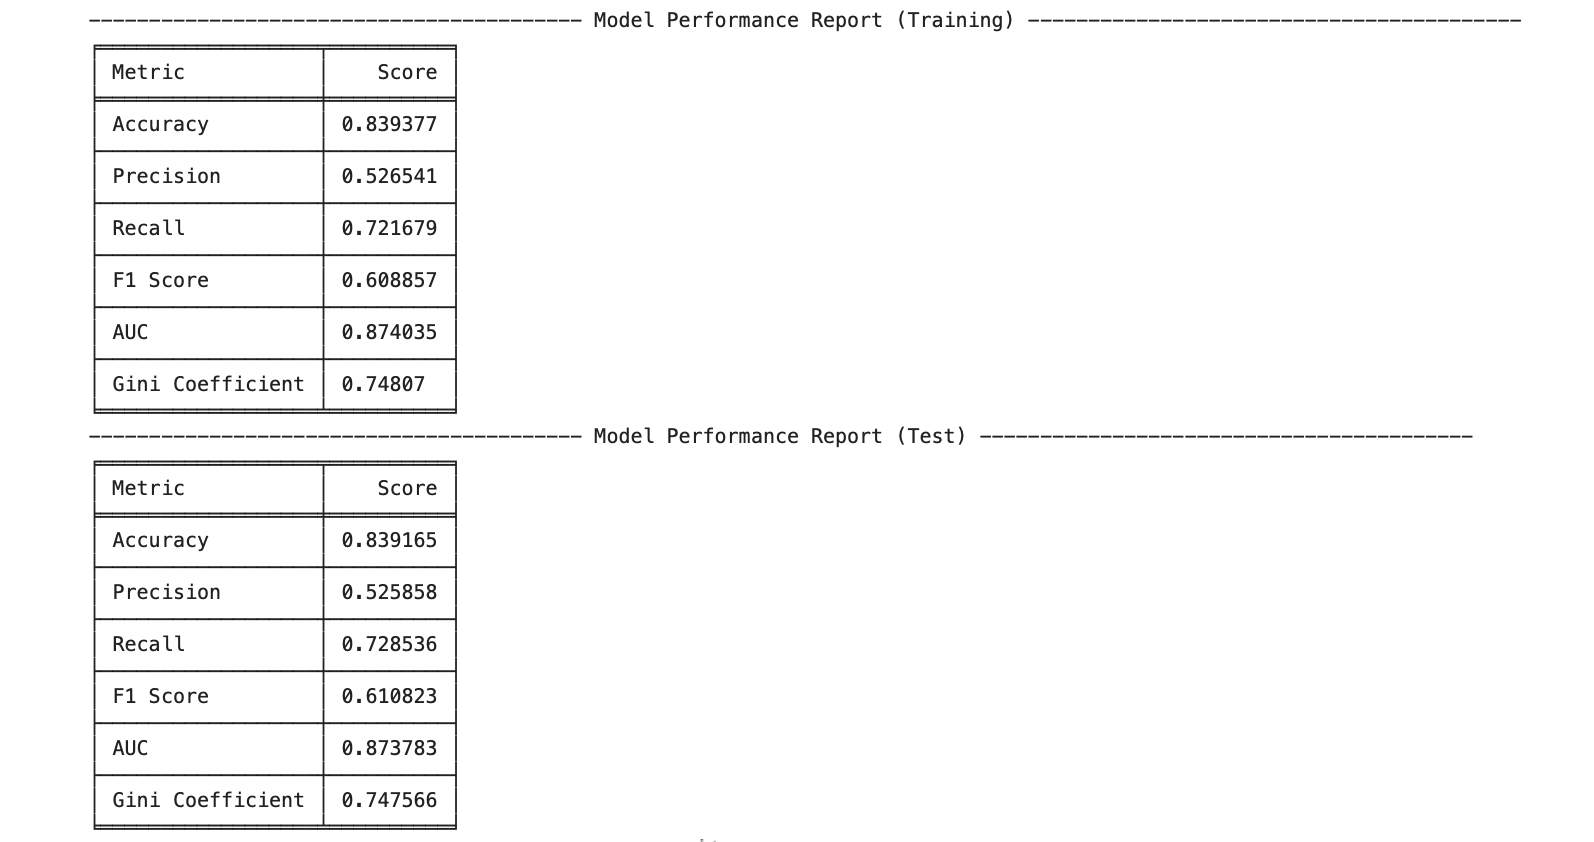 ----------------------------------------- Model Performance Report (Training) -----------------------------------------
Metric Score
Accuracy 0.839377
Precision 0.526541
Recall 0.721679
F1 Score 0.608857
AUC 0.874035
Gini Coefficient 0.74807
----------------------------------------- Model Performance Report (Test) -----------------------------------------
Metric Score
Accuracy 0.839165
Precision 0.525858
Recall 0.728536
F1 Score 0.610823
AUC 0.873783
Gini Coefficient 0.747566